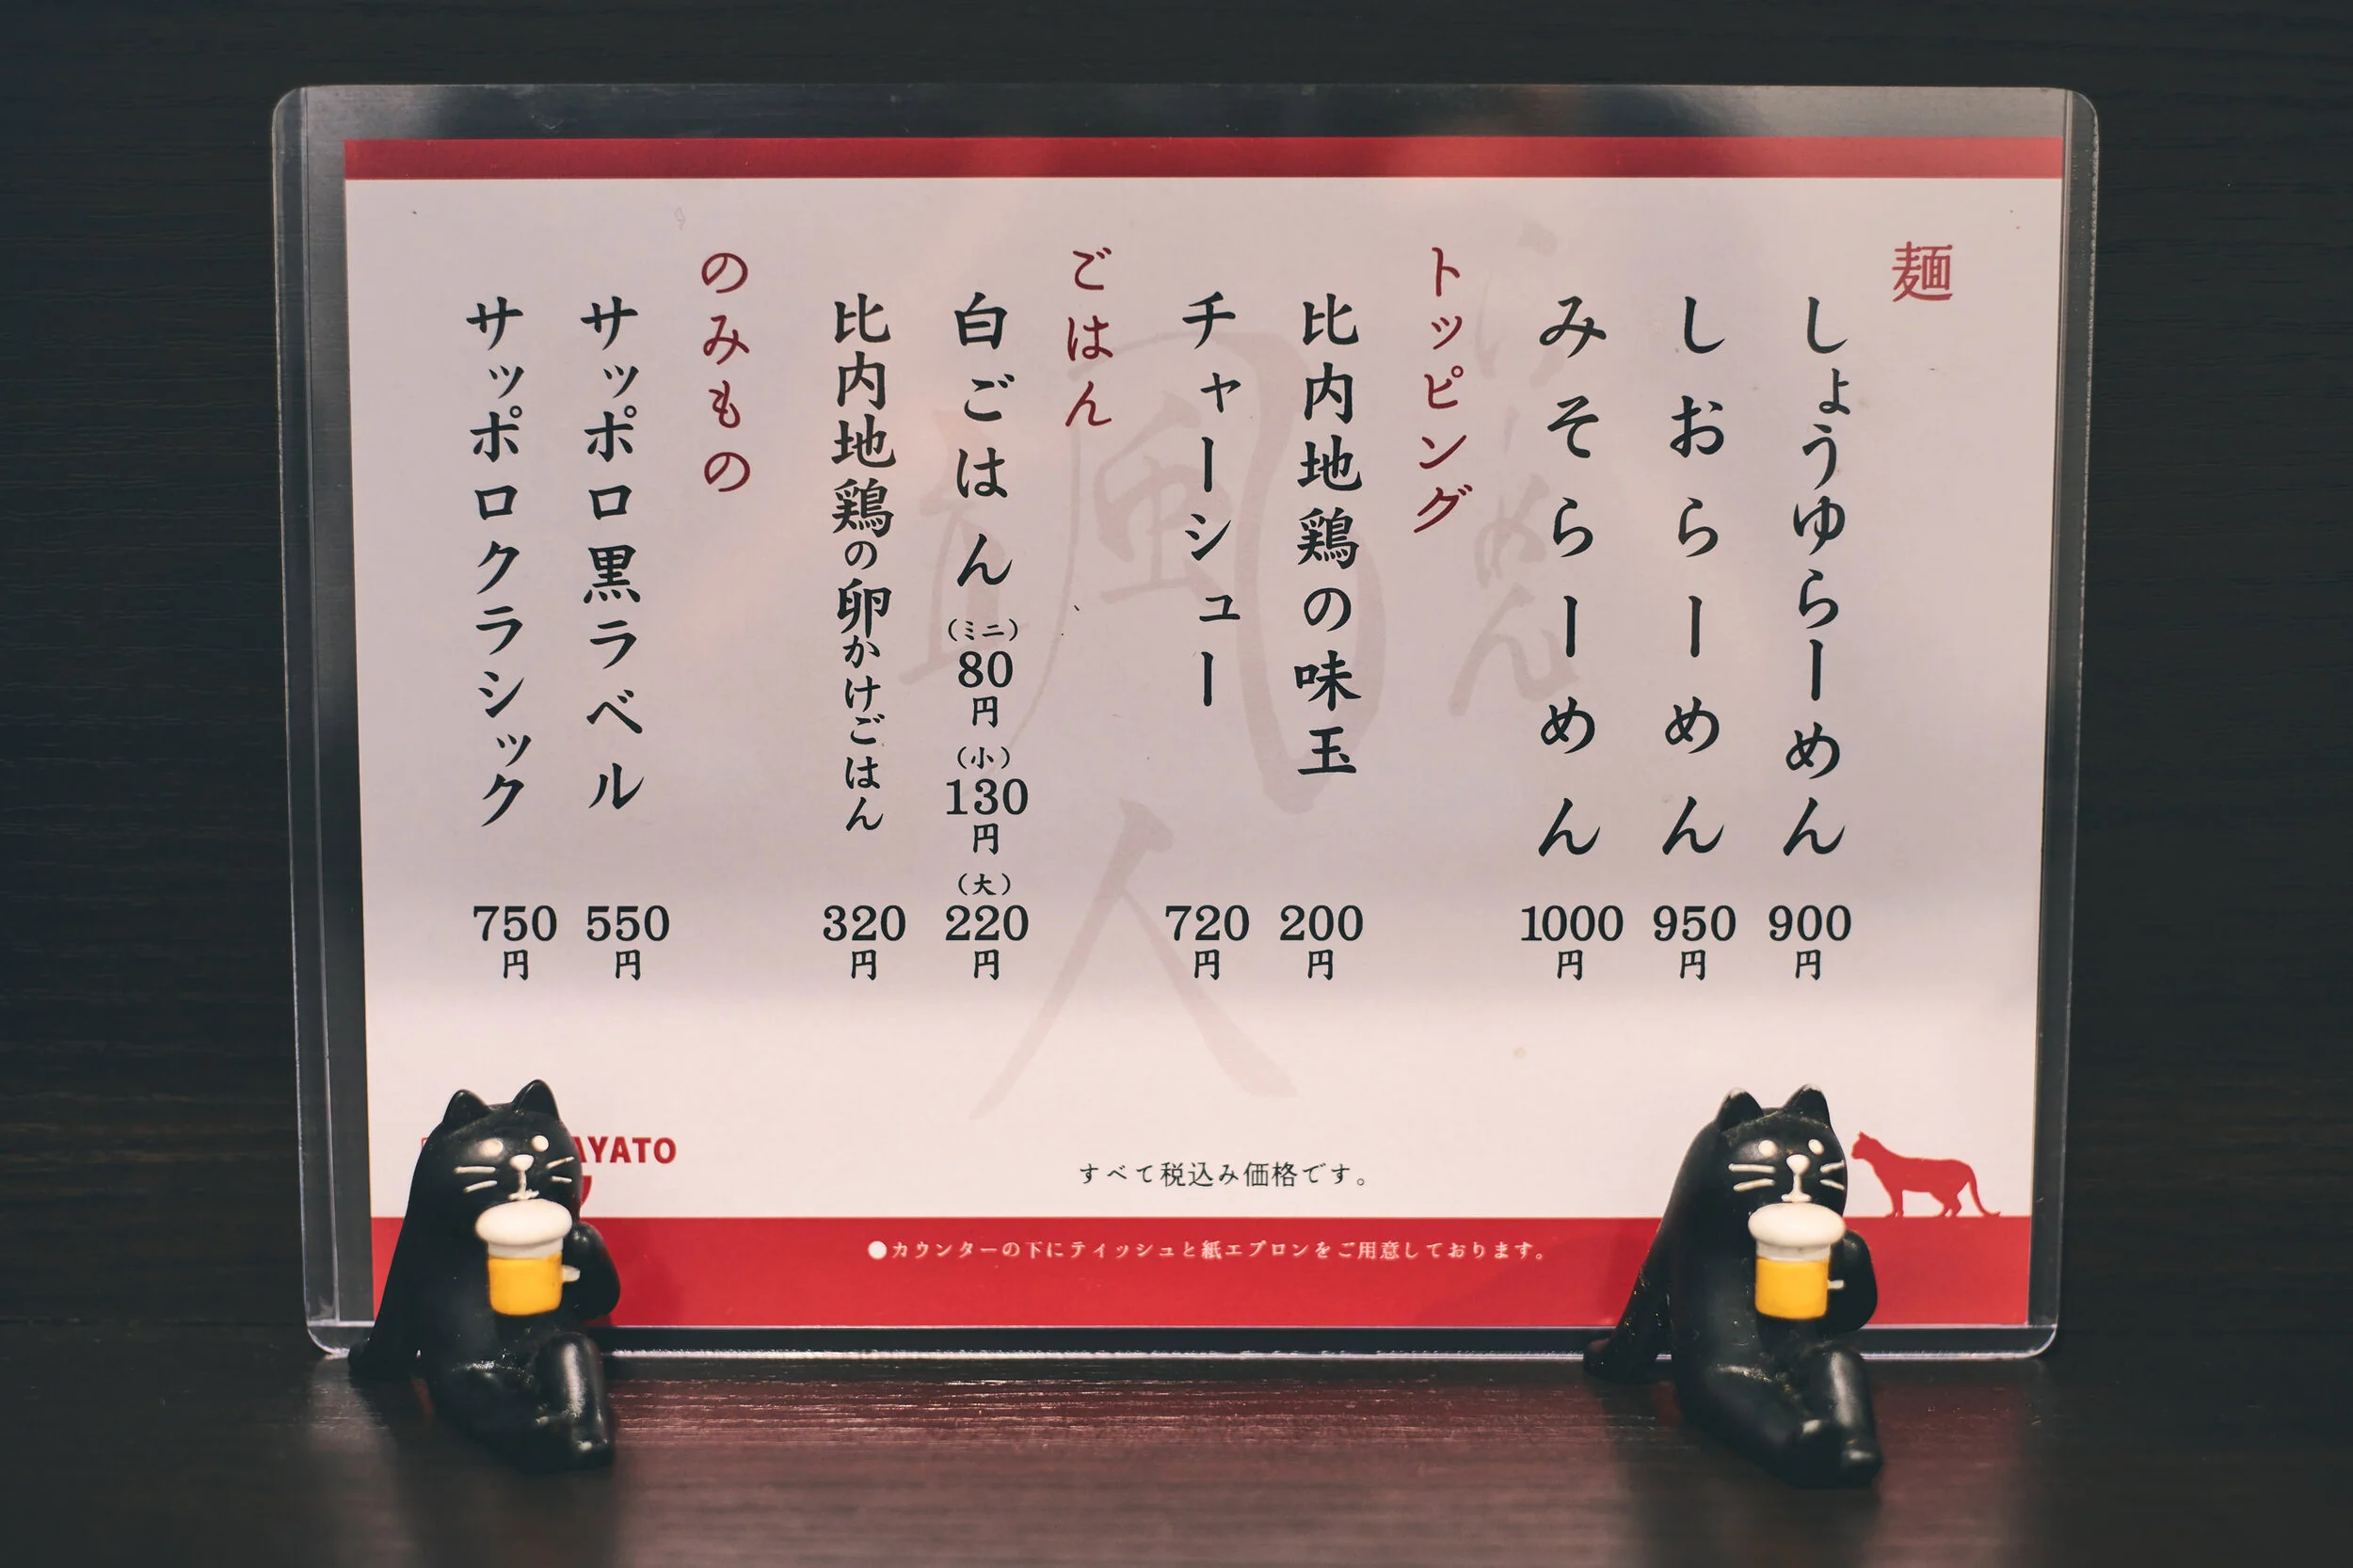 麺
しょうゆらーめん 900円
しおらーめん 950円
みそらーめん 1000円
トッピング
比内地鶏の味玉 200円
チャーシュー 720円
ごはん
白ごはん (ミニ) 80円 (小) 130円 (大) 220円
比内地鶏の卵かけごはん 320円
のみもの
サッポロ黒ラベル 550円
サッポロクラシック 750円
らーめん
颯人
AYATO
すべて税込み価格です。
●カウンターの下にティッシュと紙エプロンをご用意しております。